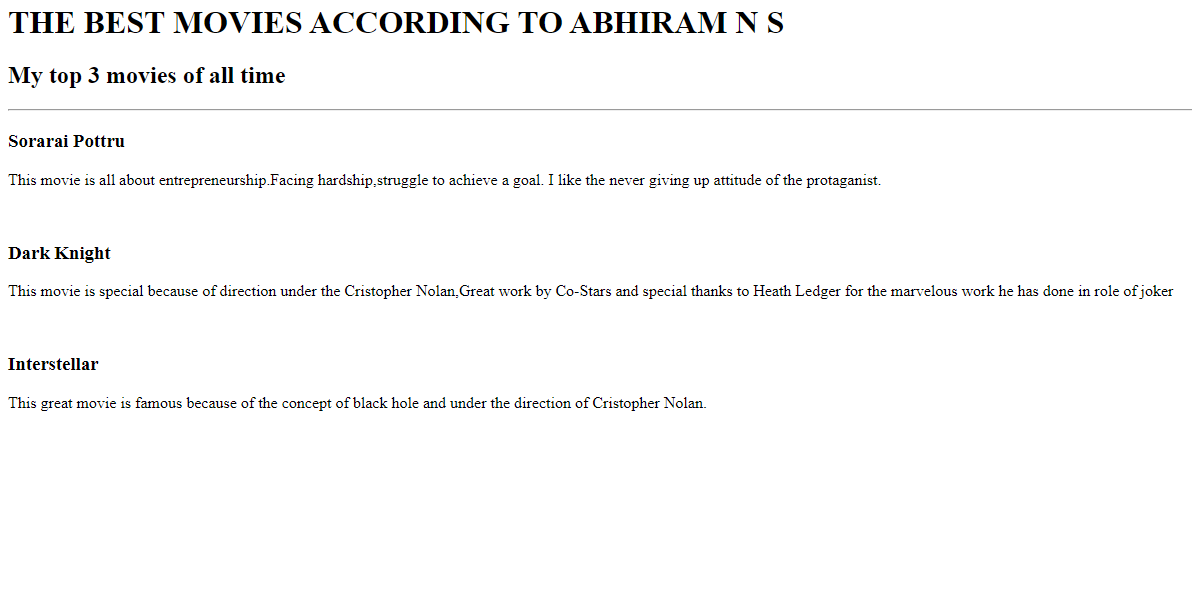 THE BEST MOVIES ACCORDING TO ABHIRAM N S
My top 3 movies of all time
Sorarai Pottru
This movie is all about entrepreneurship.Facing hardship,struggle to achieve a goal. I like the never giving up attitude of the protaganist.
Dark Knight
This movie is special because of direction under the Cristopher Nolan,Great work by Co-Stars and special thanks to Heath Ledger for the marvelous work he has done in role of joker
Interstellar
This great movie is famous because of the concept of black hole and under the direction of Cristopher Nolan.